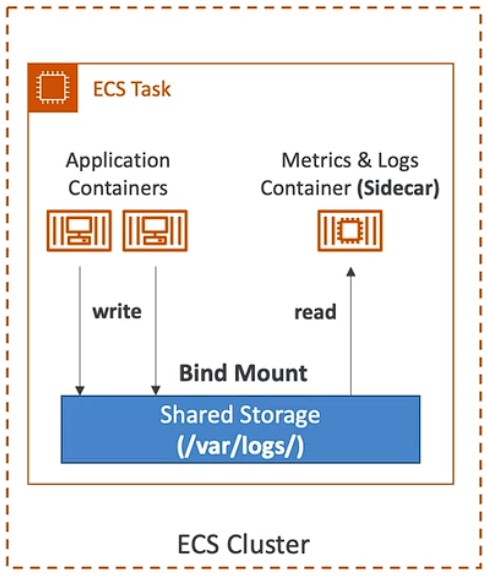 ECS Task
Application
Containers
Metrics & Logs
Container (Sidecar)
write
read
Bind Mount
Shared Storage
(/var/logs/)
ECS Cluster